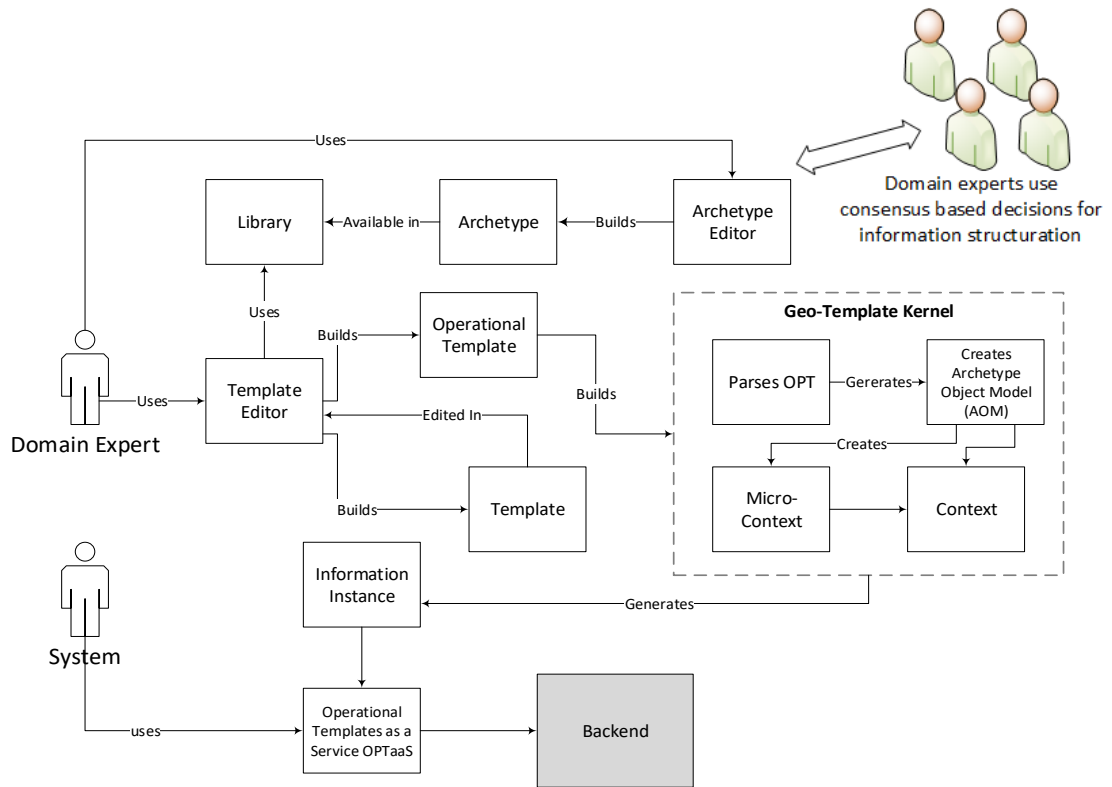 Uses
Domain experts use
consensus based decisions for
information structuration
Library
Available in
Archetype
Builds
Archetype
Editor
Uses
Builds
Operational
Template
Builds
Geo-Template Kernel
Parses OPT
Gererates
Creates
Archetype
Object Model
(AOM)
Creates
Micro-
Context
Context
Domain Expert
Uses
Template
Editor
Edited In
Builds
Template
System
Information
Instance
Generates
uses
Operational
Templates as a
Service OPTaaS
Backend